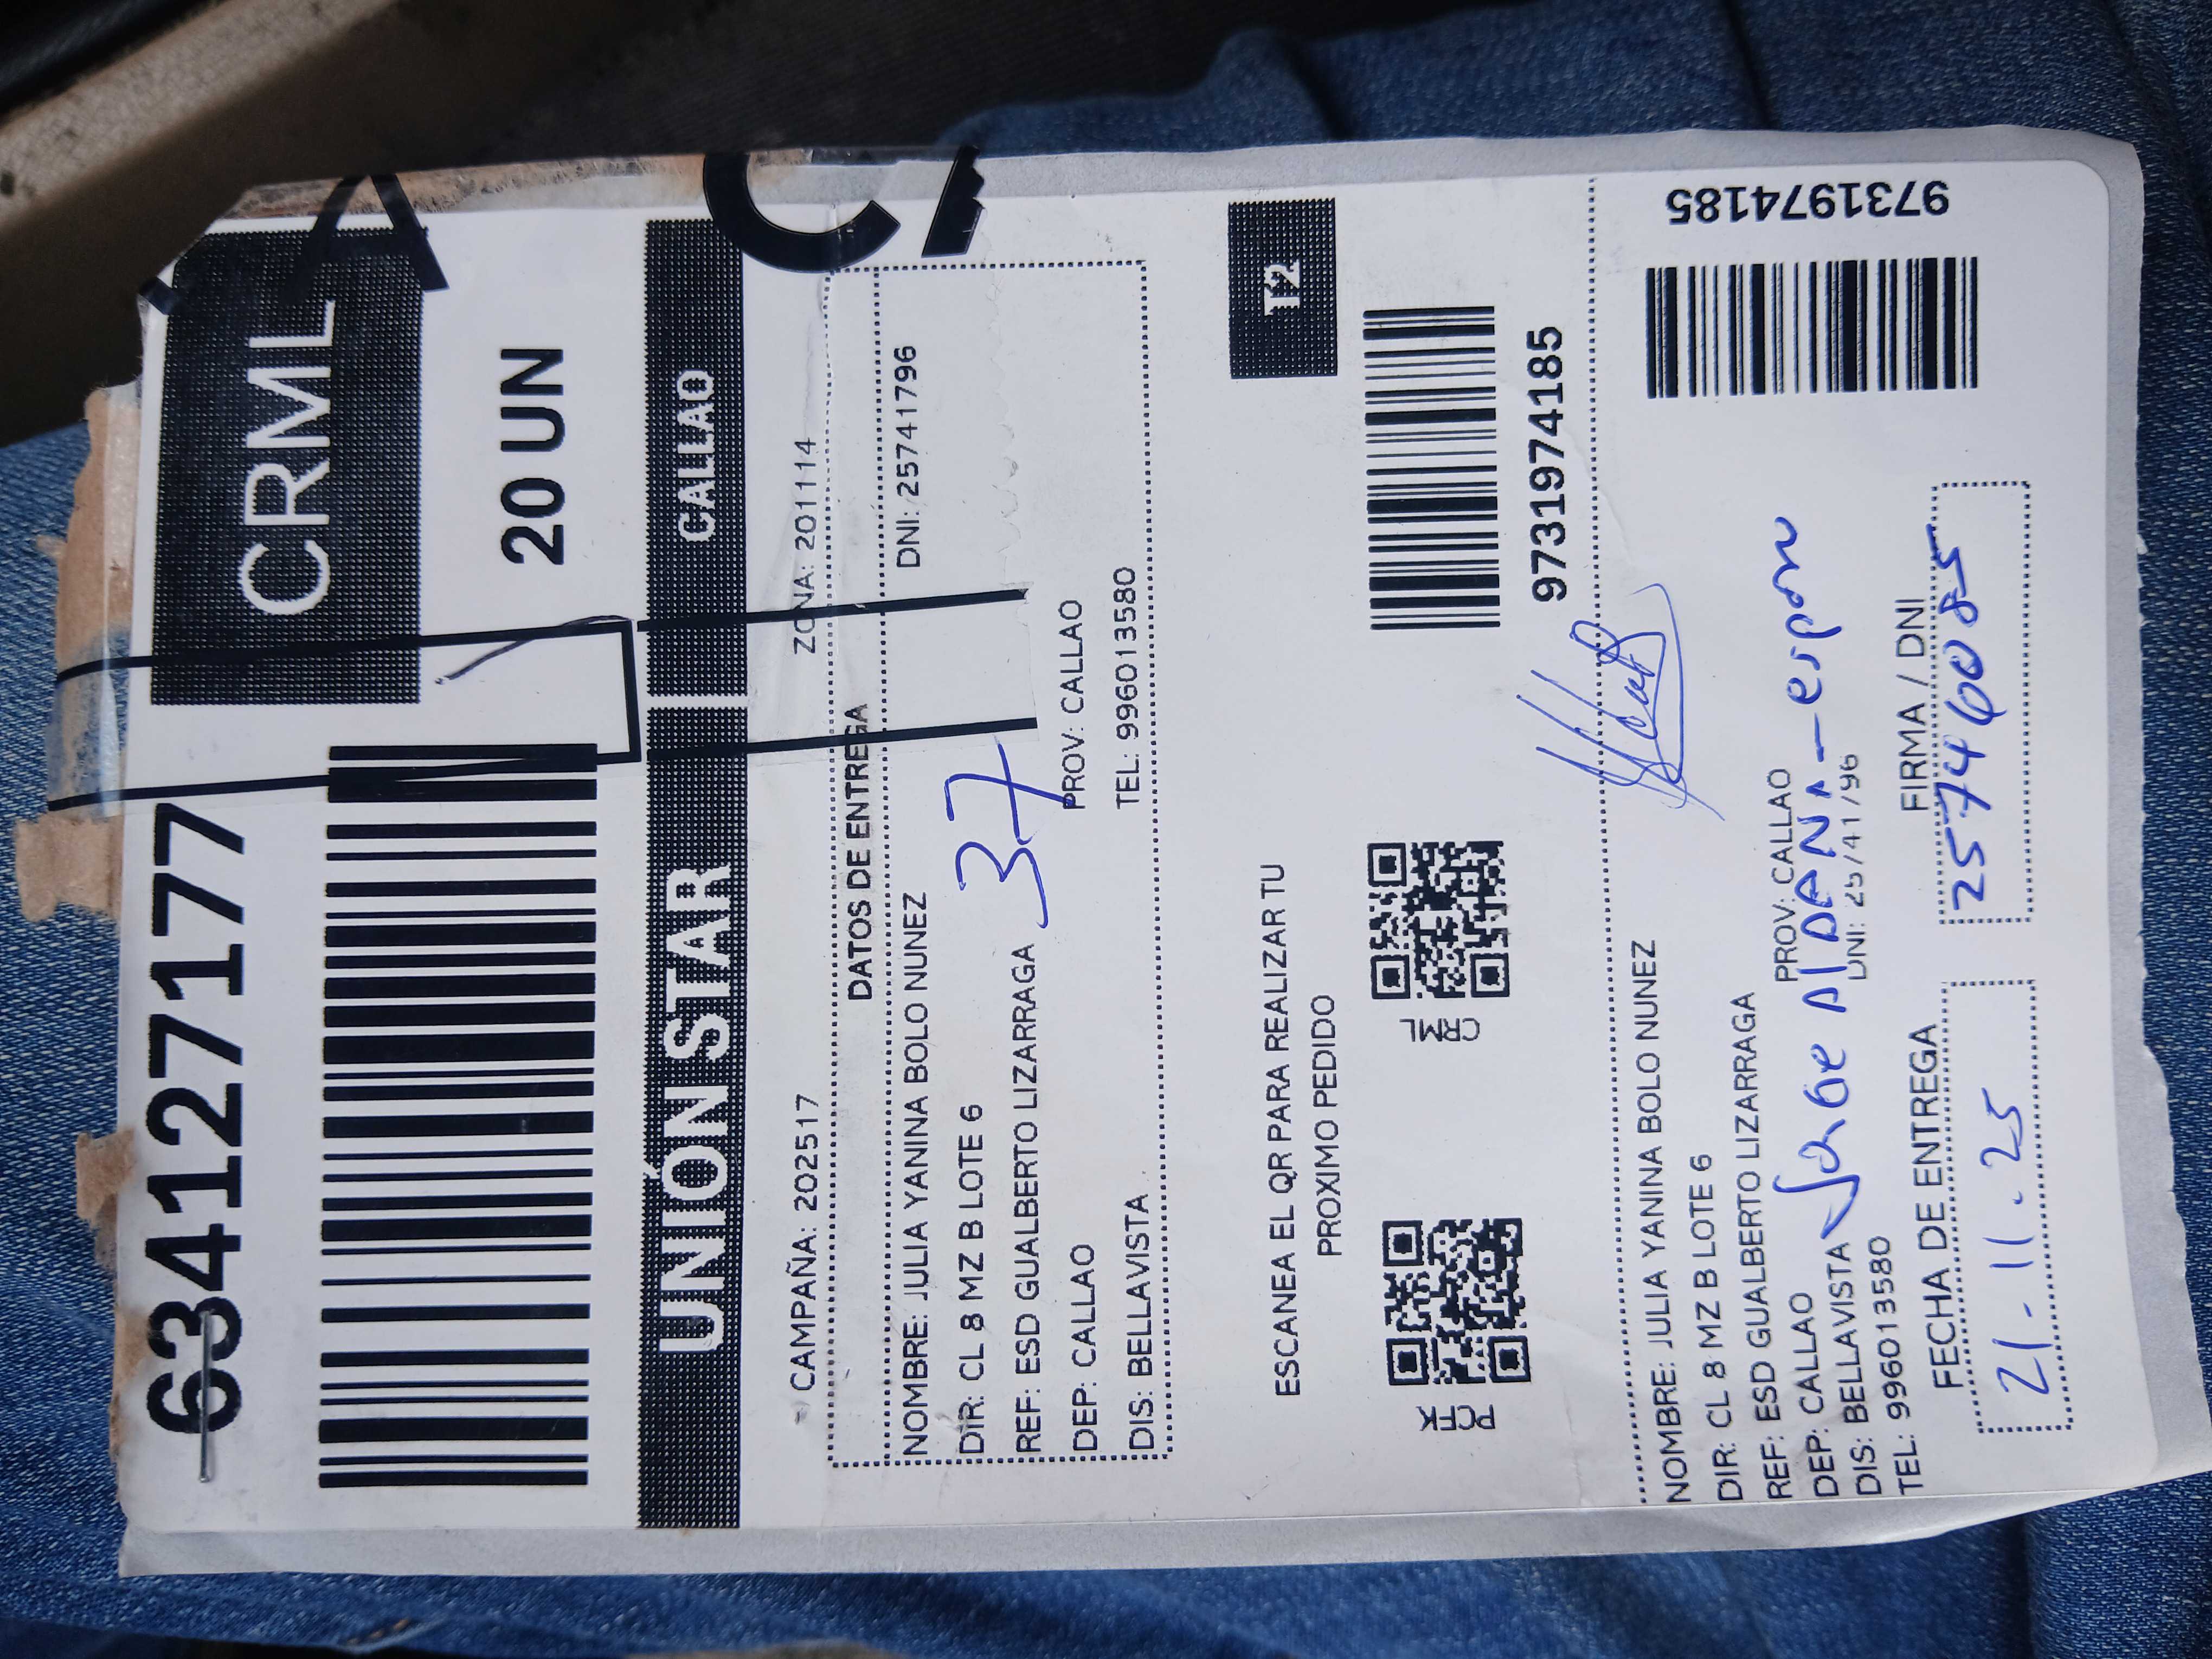 634127177
CRML
20 UN
UNIÓN STAR CALLAO
CAMPAÑA: 202517 ZONA: 201114
DATOS DE ENTREGA
NOMBRE: JULIA YANINA BOLO NUNEZ DNI: 25741796
DIR: CL 8 MZ B LOTE 6
37
REF: ESD GUALBERTO LIZARRAGA
DEP: CALLAO PROV: CALLAO
DIS: BELLAVISTA TEL: 996013580
T2
ESCANEA EL QR PARA REALIZAR TU
PROXIMO PEDIDO
PCFK
CRML
9731974185
NOMBRE: JULIA YANINA BOLO NUNEZ
DIR: CL 8 MZ B LOTE 6
REF: ESD GUALBERTO LIZARRAGA
DEP: CALLAO PROV: CALLAO
Jose AlDANA
DIS: BELLAVISTA DNI: 25741796
TEL: 996013580
FECHA DE ENTREGA FIRMA / DNI
21-11.25 25746085
9731974185